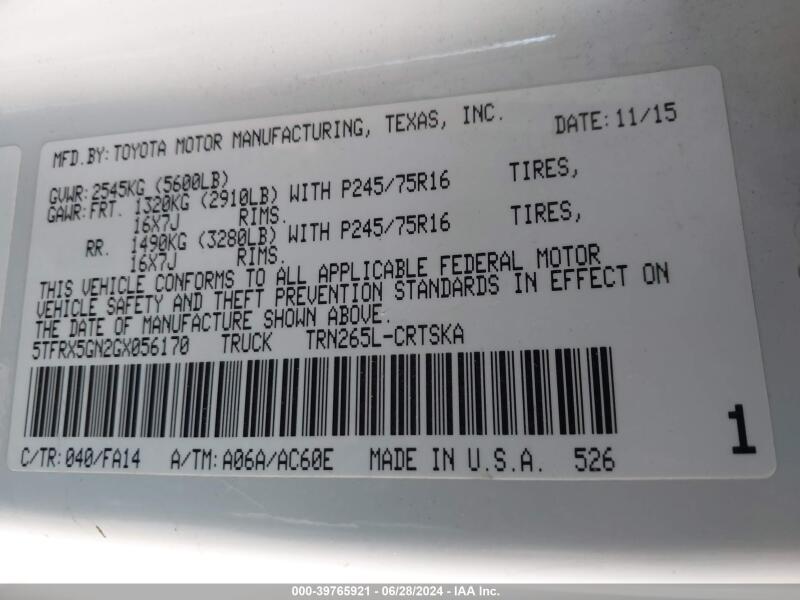 MFD.BY:TOYOTA MOTOR MANUFACTURING, TEXAS, INC. DATE:11/15
GVWR:2545KG (5600LB)
GAWR:FRT. 1320KG (2910LB) WITH P245/75R16 TIRES,
16X7J RIMS.
RR. 1490KG (3280LB) WITH P245/75R16 TIRES,
16X7J RIMS.
THIS VEHICLE CONFORMS TO ALL APPLICABLE FEDERAL MOTOR
VEHICLE SAFETY AND THEFT PREVENTION STANDARDS IN EFFECT ON
THE DATE OF MANUFACTURE SHOWN ABOVE.
5TFRX5GN2GX056170 TRUCK TRN265L-CRTSKA
1
C/TR:040/FA14 A/TM:A06A/AC60E MADE IN U.S.A. 526
000-39765921 / 06/28/2024 - IAA Inc.